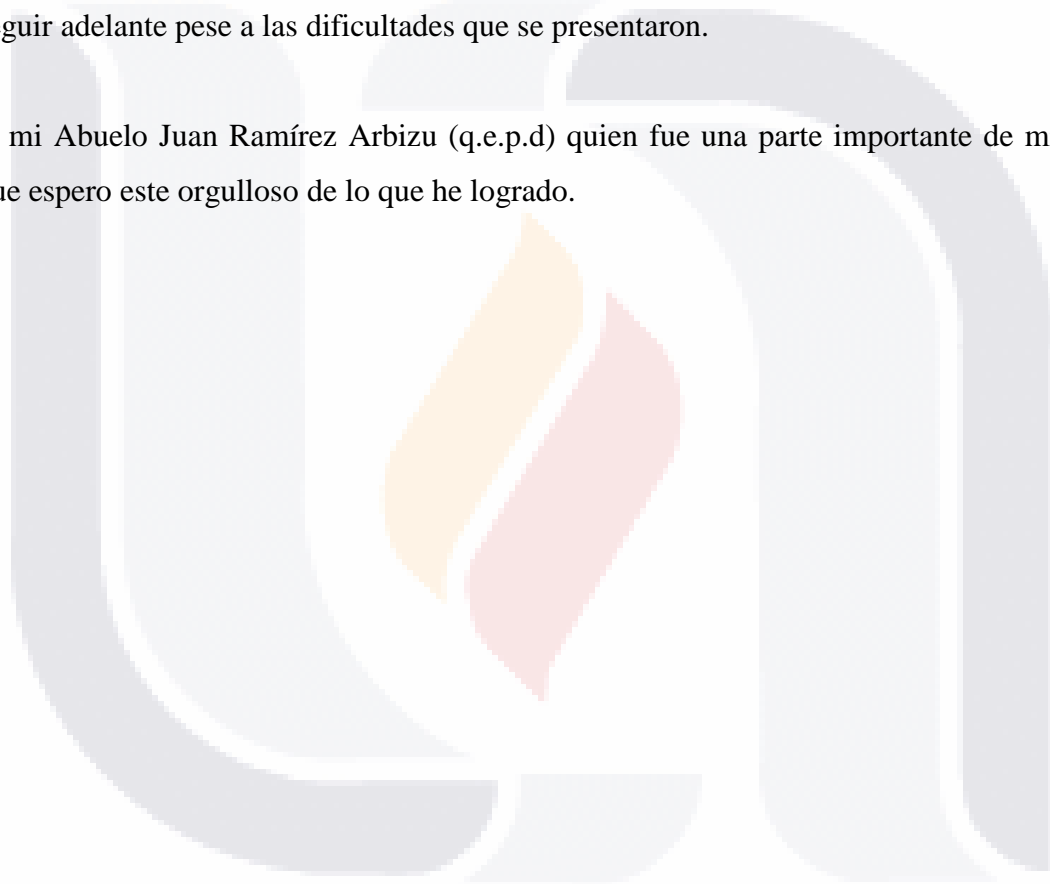 guir adelante pese a las dificultades que se presentaron.
mi Abuelo Juan Ramírez Arbizu (q.e.p.d) quien fue una parte importante de m
ue espero este orgulloso de lo que he logrado.